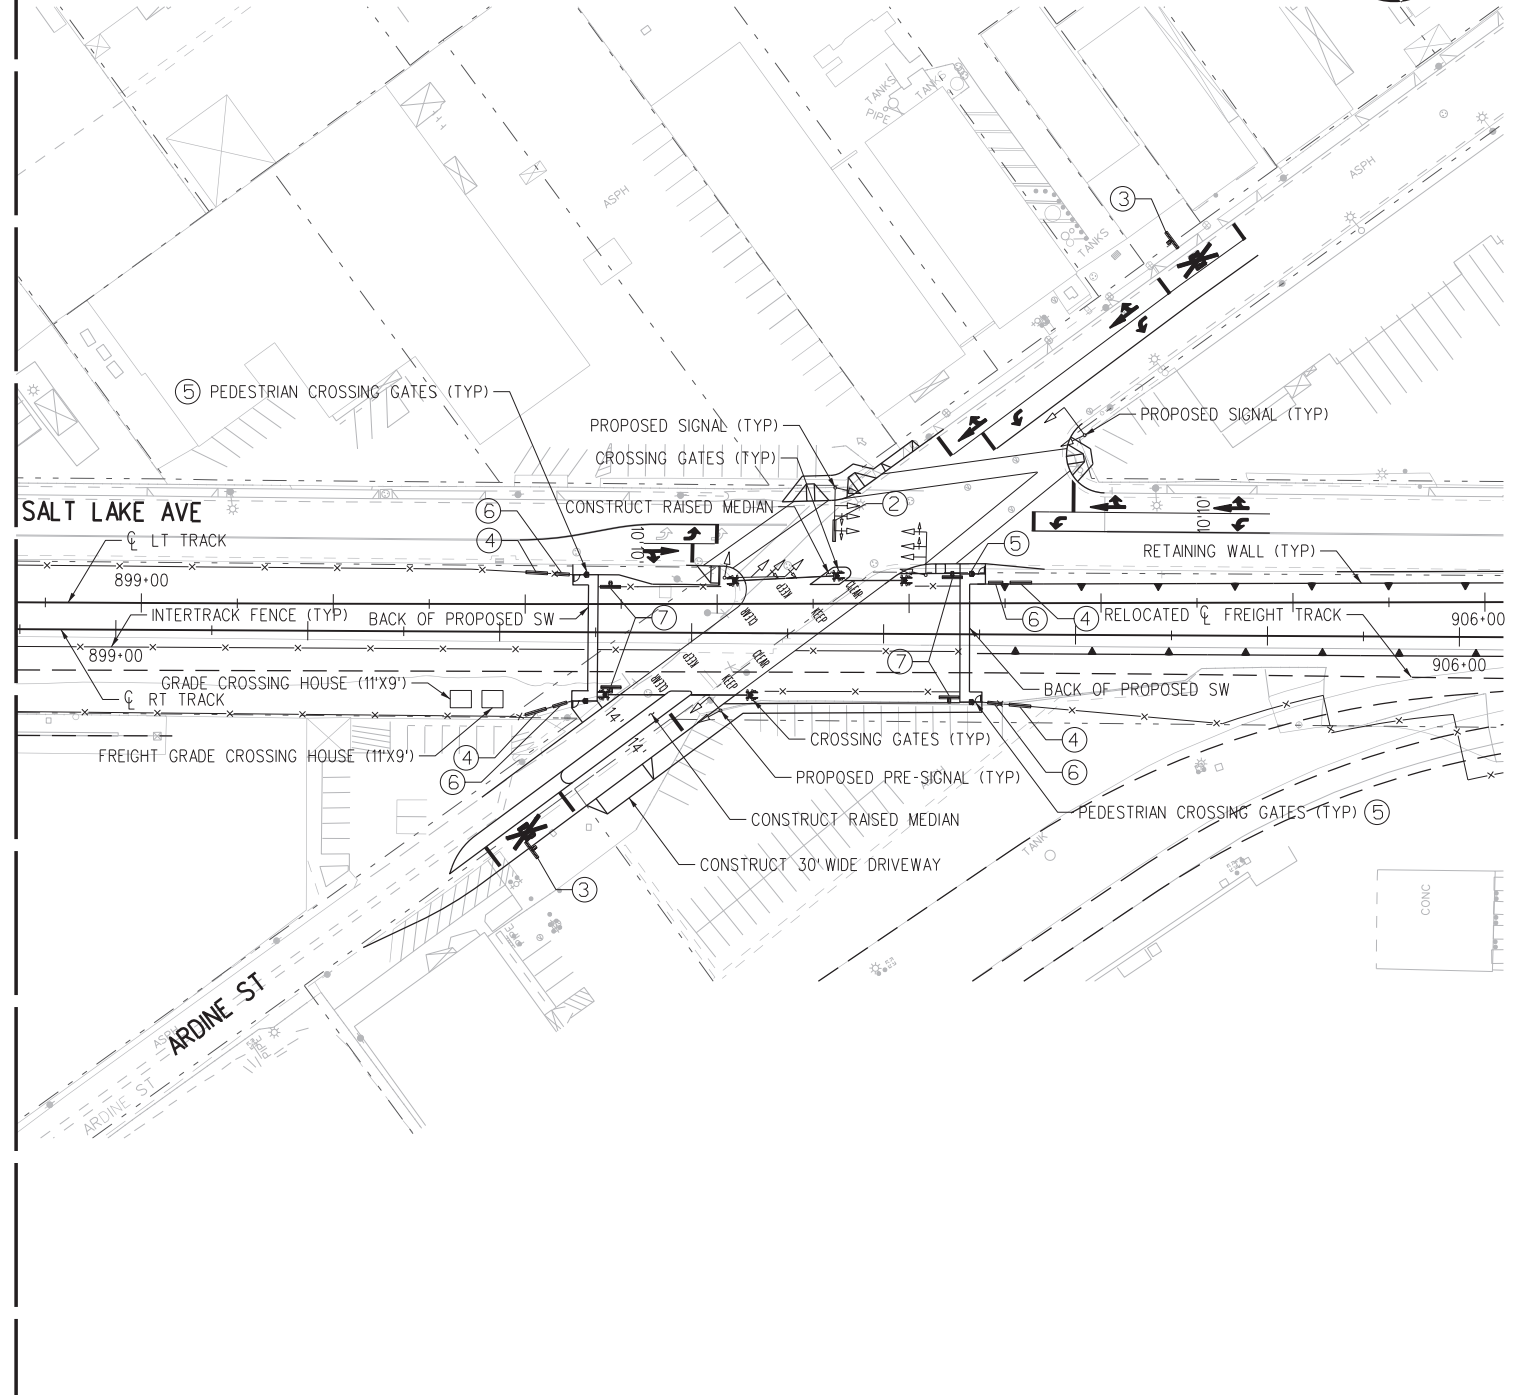 TANKS
TANKS
PIPE
ASPH
ASPH
3
TANKS
5 PEDESTRIAN CROSSING GATES (TYP)
PROPOSED SIGNAL (TYP)
PROPOSED SIGNAL (TYP)
CROSSING GATES (TYP)
CONSTRUCT RAISED MEDIAN
2
SALT LAKE AVE
6
4
10'
10'
10'
10'
5
℄ LT TRACK
RETAINING WALL (TYP)
899+00
KEEP
CLEAR
CLEAR
KEEP
INTERTRACK FENCE (TYP)
BACK OF PROPOSED SW
7
6
4
RELOCATED ℄ FREIGHT TRACK
906+00
899+00
KEEP
CLEAR
7
906+00
GRADE CROSSING HOUSE (11'X9')
CLEAR
KEEP
BACK OF PROPOSED SW
℄ RT TRACK
14'
14'
CROSSING GATES (TYP)
4
FREIGHT GRADE CROSSING HOUSE (11'X9')
4
6
PROPOSED PRE-SIGNAL (TYP)
6
ASPH
CONSTRUCT RAISED MEDIAN
PEDESTRIAN CROSSING GATES (TYP) 5
TANK
CONSTRUCT 30' WIDE DRIVEWAY
3
CONC
ARDINE ST
ASPH
ARDINE ST